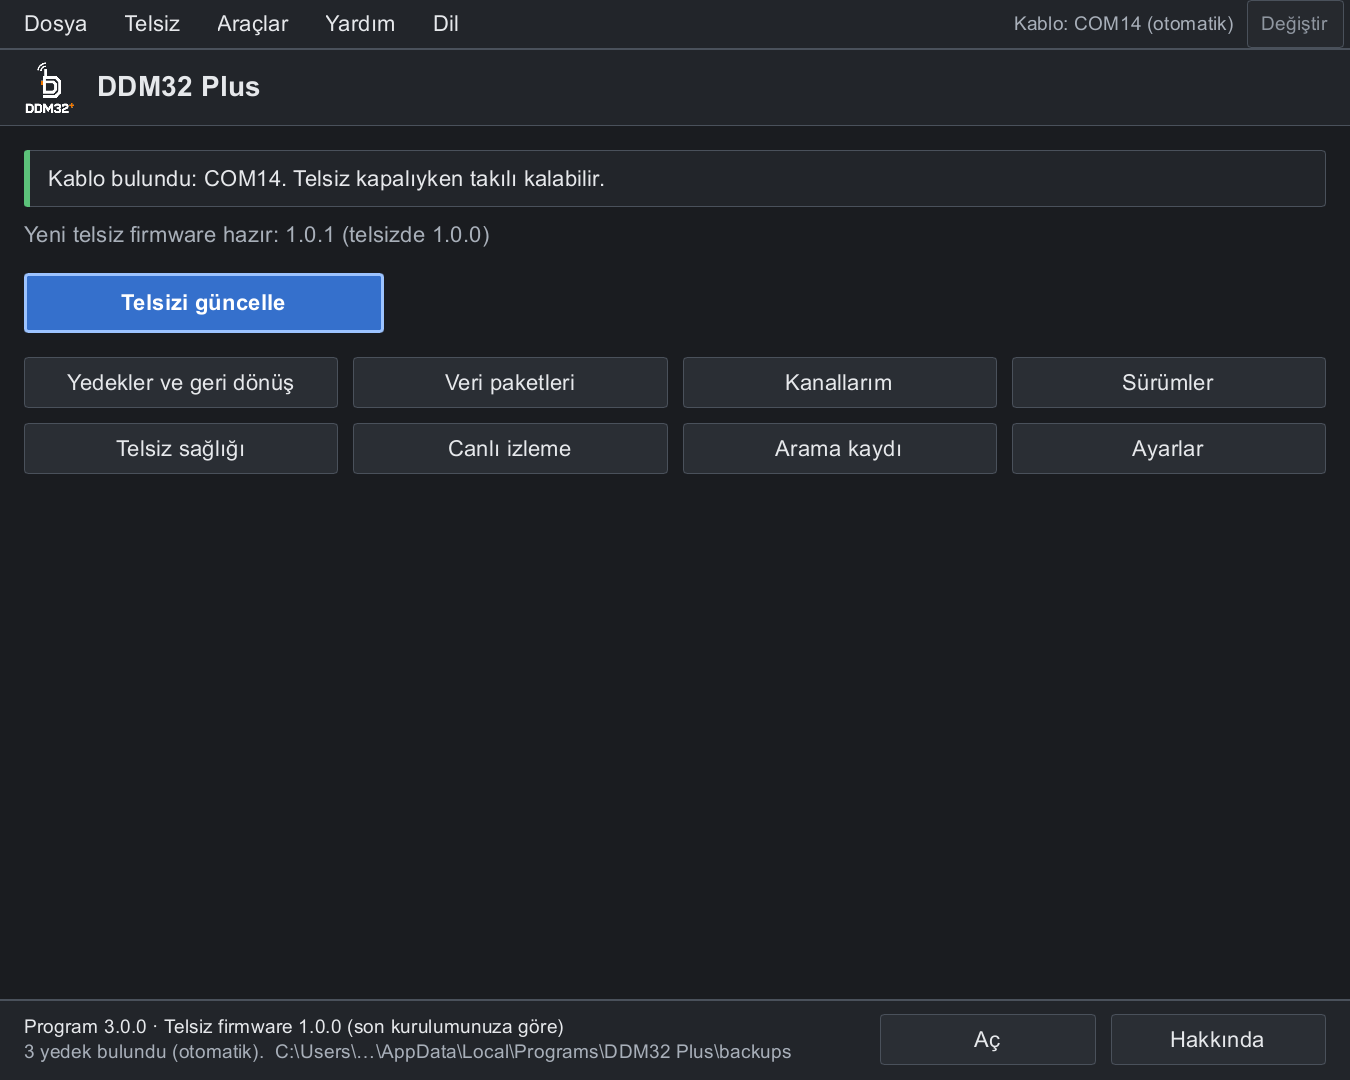 Dosya Telsiz Araçlar Yardım Dil Kablo: COM14 (otomatik) Değiştir
DDM32+ DDM32 Plus
Kablo bulundu: COM14. Telsiz kapalıyken takılı kalabilir.
Yeni telsiz firmware hazır: 1.0.1 (telsizde 1.0.0)
Telsizi güncelle
Yedekler ve geri dönüş Veri paketleri Kanallarım Sürümler
Telsiz sağlığı Canlı izleme Arama kaydı Ayarlar
Program 3.0.0 · Telsiz firmware 1.0.0 (son kurulumunuza göre)
3 yedek bulundu (otomatik). C:\Users\…\AppData\Local\Programs\DDM32 Plus\backups
Aç Hakkında